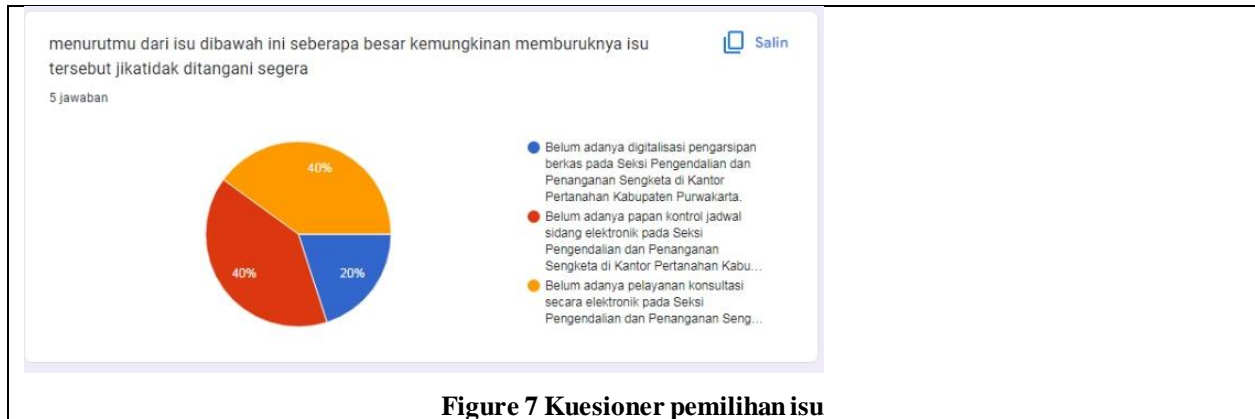 menurutmu dari isu dibawah ini seberapa besar kemungkinan memburuknya isu
tersebut jikatidak ditangani segera
Salin
5 jawaban
40%
40%
20%
Belum adanya digitalisasi pengarsipan
berkas pada Seksi Pengendalian dan
Penanganan Sengketa di Kantor
Pertanahan Kabupaten Purwakarta.
Belum adanya papan kontrol jadwal
sidang elektronik pada Seksi
Pengendalian dan Penanganan
Sengketa di Kantor Pertanahan Kabu...
Belum adanya pelayanan konsultasi
secara elektronik pada Seksi
Pengendalian dan Penanganan Seng...
Figure 7 Kuesioner pemilihan isu